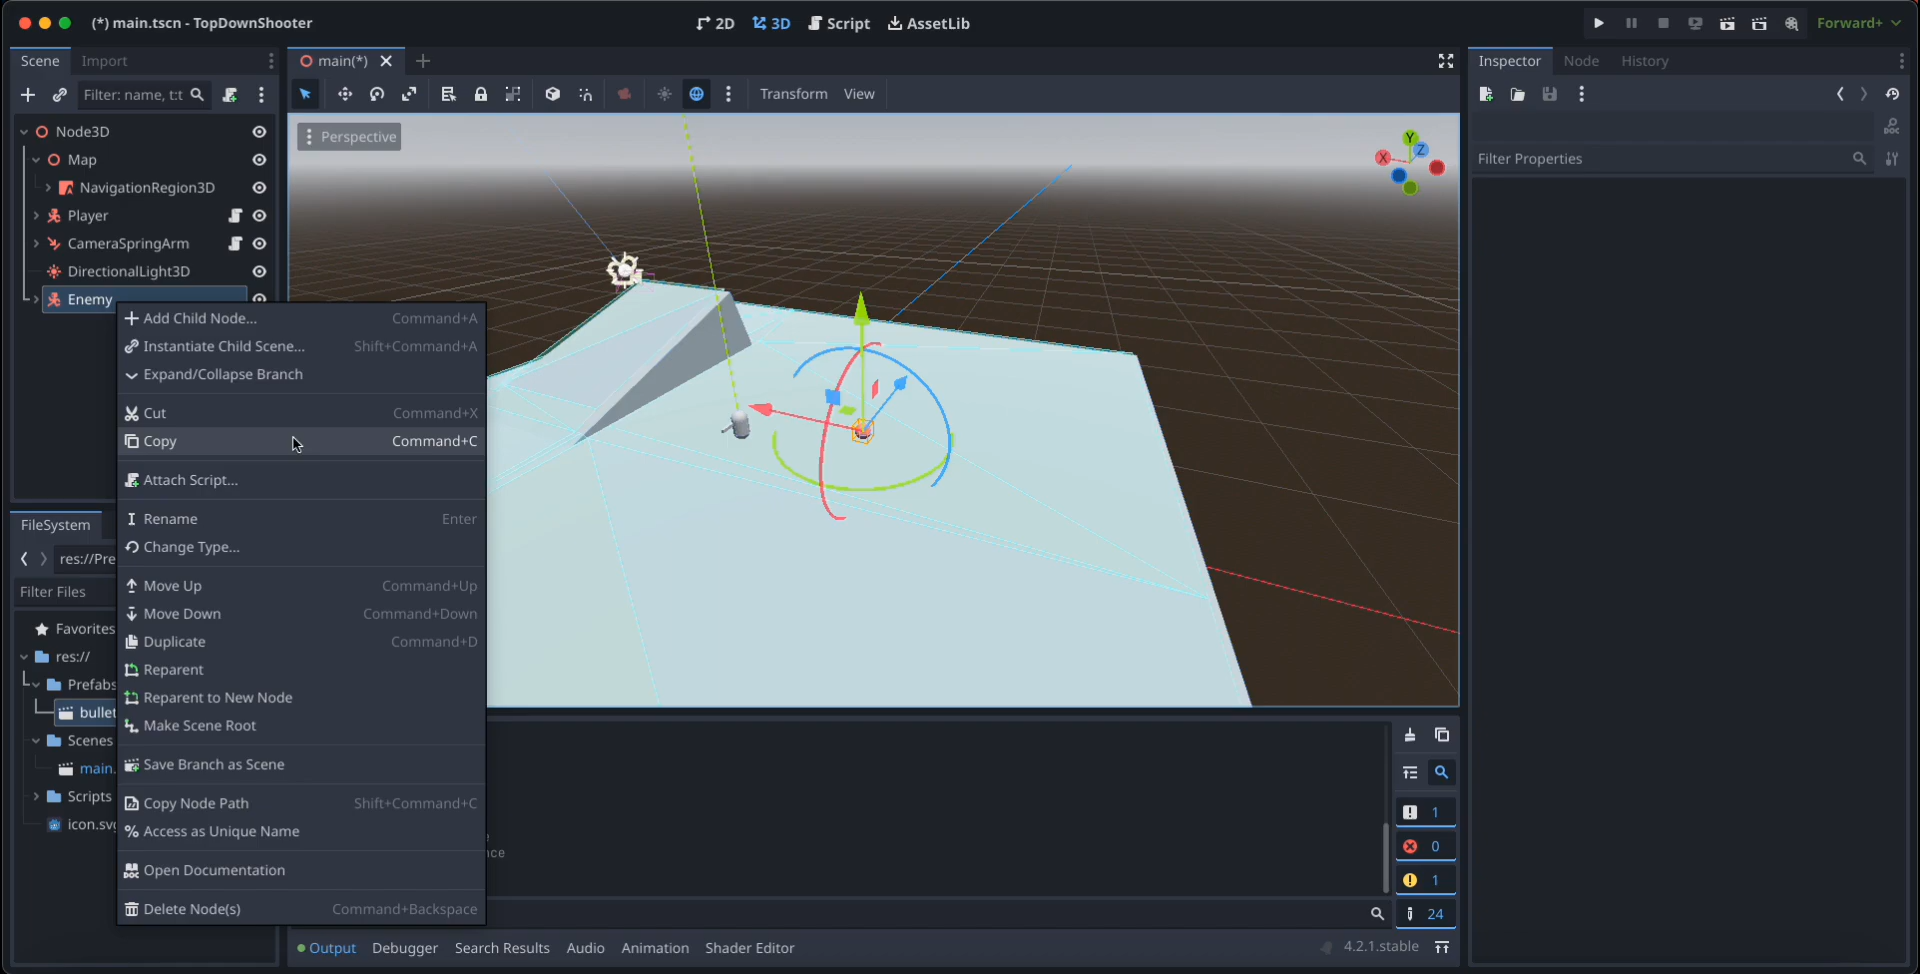 (*) main.tscn - TopDownShooter
2D
3D
Script
AssetLib
Forward+
Scene
Import
main(*)
Inspector
Node
History
Filter: name, t:t
Transform
View
Node3D
Map
NavigationRegion3D
Player
CameraSpringArm
DirectionalLight3D
Enemy
Perspective
Y
Z
X
DOC
Filter Properties
Add Child Node... Command+A
Instantiate Child Scene... Shift+Command+A
Expand/Collapse Branch
Cut Command+X
Copy Command+C
Attach Script...
Rename Enter
Change Type...
Move Up Command+Up
Move Down Command+Down
Duplicate Command+D
Reparent
Reparent to New Node
Make Scene Root
Save Branch as Scene
Copy Node Path Shift+Command+C
% Access as Unique Name
Open Documentation
Delete Node(s) Command+Backspace
FileSystem
res://Pre
Filter Files
Favorites
res://
Prefabs
bullet
Scenes
main.
Scripts
icon.svg
nce
1
0
1
24
Output
Debugger
Search Results
Audio
Animation
Shader Editor
4.2.1.stable